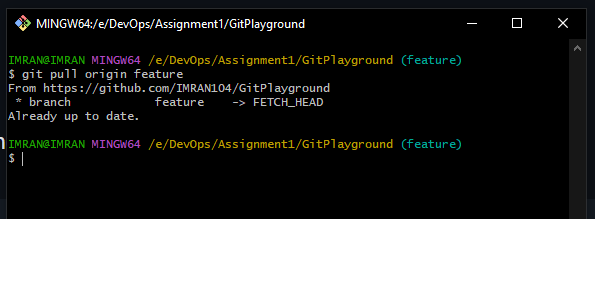 MINGW64:/e/DevOps/Assignment1/GitPlayground
IMRAN@IMRAN MINGW64 /e/DevOps/Assignment1/GitPlayground (feature)
$ git pull origin feature
From https://github.com/IMRAN104/GitPlayground
 * branch            feature    -> FETCH_HEAD
Already up to date.
IMRAN@IMRAN MINGW64 /e/DevOps/Assignment1/GitPlayground (feature)
$